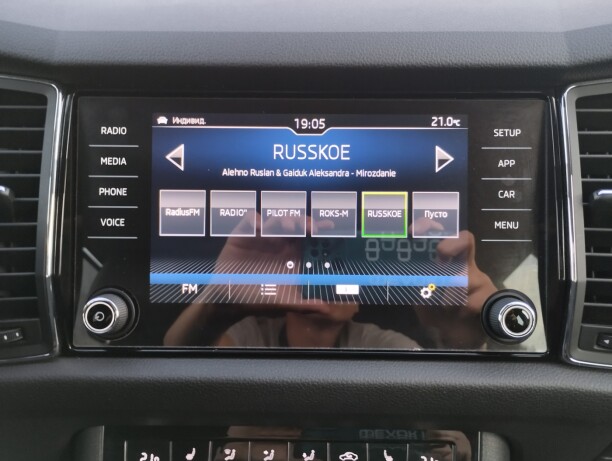 Индивид.
19:05
21.0°C
RUSSKOE
Alehno Ruslan & Gaiduk Aleksandra - Mirozdanie
RadiusFM
RADIO"
PILOT FM
ROKS-M
RUSSKOE
Пусто
FM
RADIO
MEDIA
PHONE
VOICE
SETUP
APP
CAR
MENU